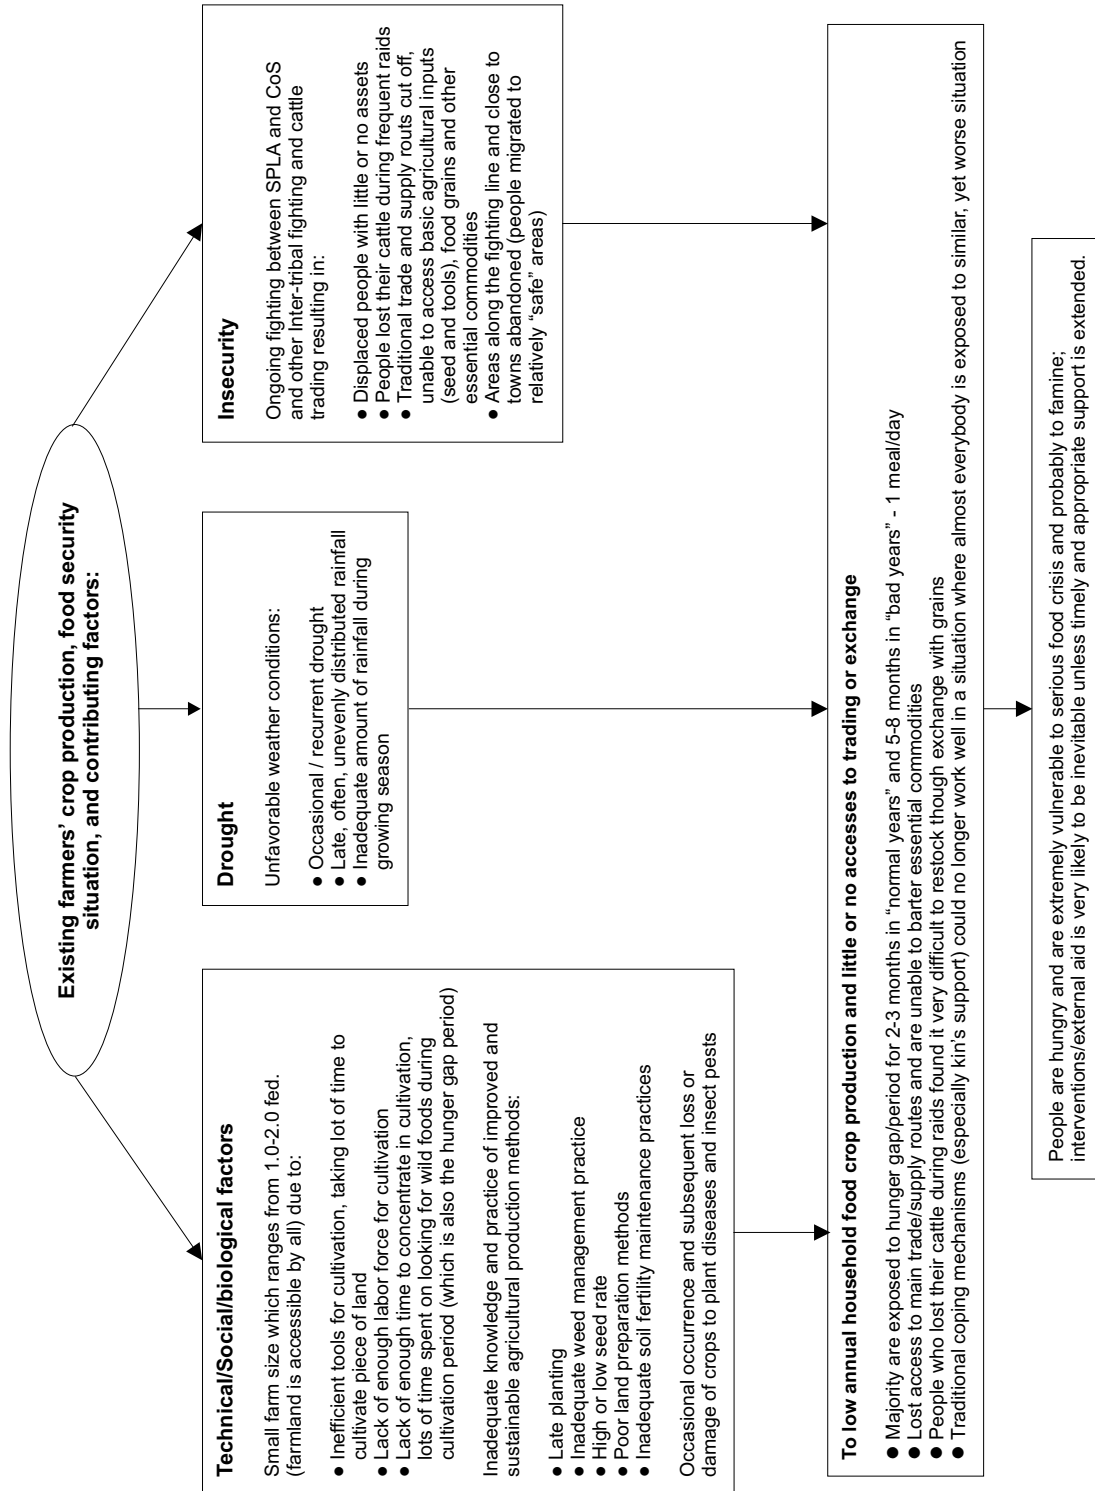 Existing farmers' crop production, food security
situation, and contributing factors:
Technical/Social/biological factors
Small farm size which ranges from 1.0-2.0 fed.
(farmland is accessible by all) due to:
● Inefficient tools for cultivation, taking lot of time to
cultivate piece of land
● Lack of enough labor force for cultivation
● Lack of enough time to concentrate in cultivation,
lots of time spent on looking for wild foods during
cultivation period (which is also the hunger gap period)
Inadequate knowledge and practice of improved and
sustainable agricultural production methods:
● Late planting
● Inadequate weed management practice
● High or low seed rate
● Poor land preparation methods
● Inadequate soil fertility maintenance practices
Occasional occurrence and subsequent loss or
damage of crops to plant diseases and insect pests
Drought
Unfavorable weather conditions:
● Occasional / recurrent drought
● Late, often, unevenly distributed rainfall
● Inadequate amount of rainfall during
growing season
Insecurity
Ongoing fighting between SPLA and CoS
and other Inter-tribal fighting and cattle
trading resulting in:
● Displaced people with little or no assets
● People lost their cattle during frequent raids
● Traditional trade and supply routs cut off,
unable to access basic agricultural inputs
(seed and tools), food grains and other
essential commodities
● Areas along the fighting line and close to
towns abandoned (people migrated to
relatively “safe” areas)
To low annual household food crop production and little or no accesses to trading or exchange
● Majority are exposed to hunger gap/period for 2-3 months in “normal years” and 5-8 months in “bad years” - 1 meal/day
● Lost access to main trade/supply routes and are unable to barter essential commodities
● People who lost their cattle during raids found it very difficult to restock though exchange with grains
● Traditional coping mechanisms (especially kin's support) could no longer work well in a situation where almost everybody is exposed to similar, yet worse situation
People are hungry and are extremely vulnerable to serious food crisis and probably to famine;
interventions/external aid is very likely to be inevitable unless timely and appropriate support is extended.